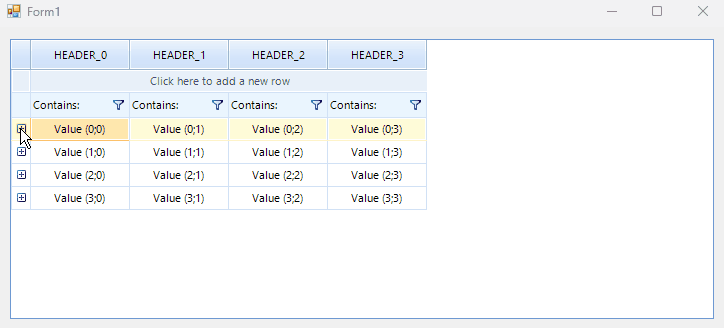 Form1
HEADER_0 HEADER_1 HEADER_2 HEADER_3
Click here to add a new row
Contains: Contains: Contains: Contains:
Value (0;0) Value (0;1) Value (0;2) Value (0;3)
Value (1;0) Value (1;1) Value (1;2) Value (1;3)
Value (2;0) Value (2;1) Value (2;2) Value (2;3)
Value (3;0) Value (3;1) Value (3;2) Value (3;3)